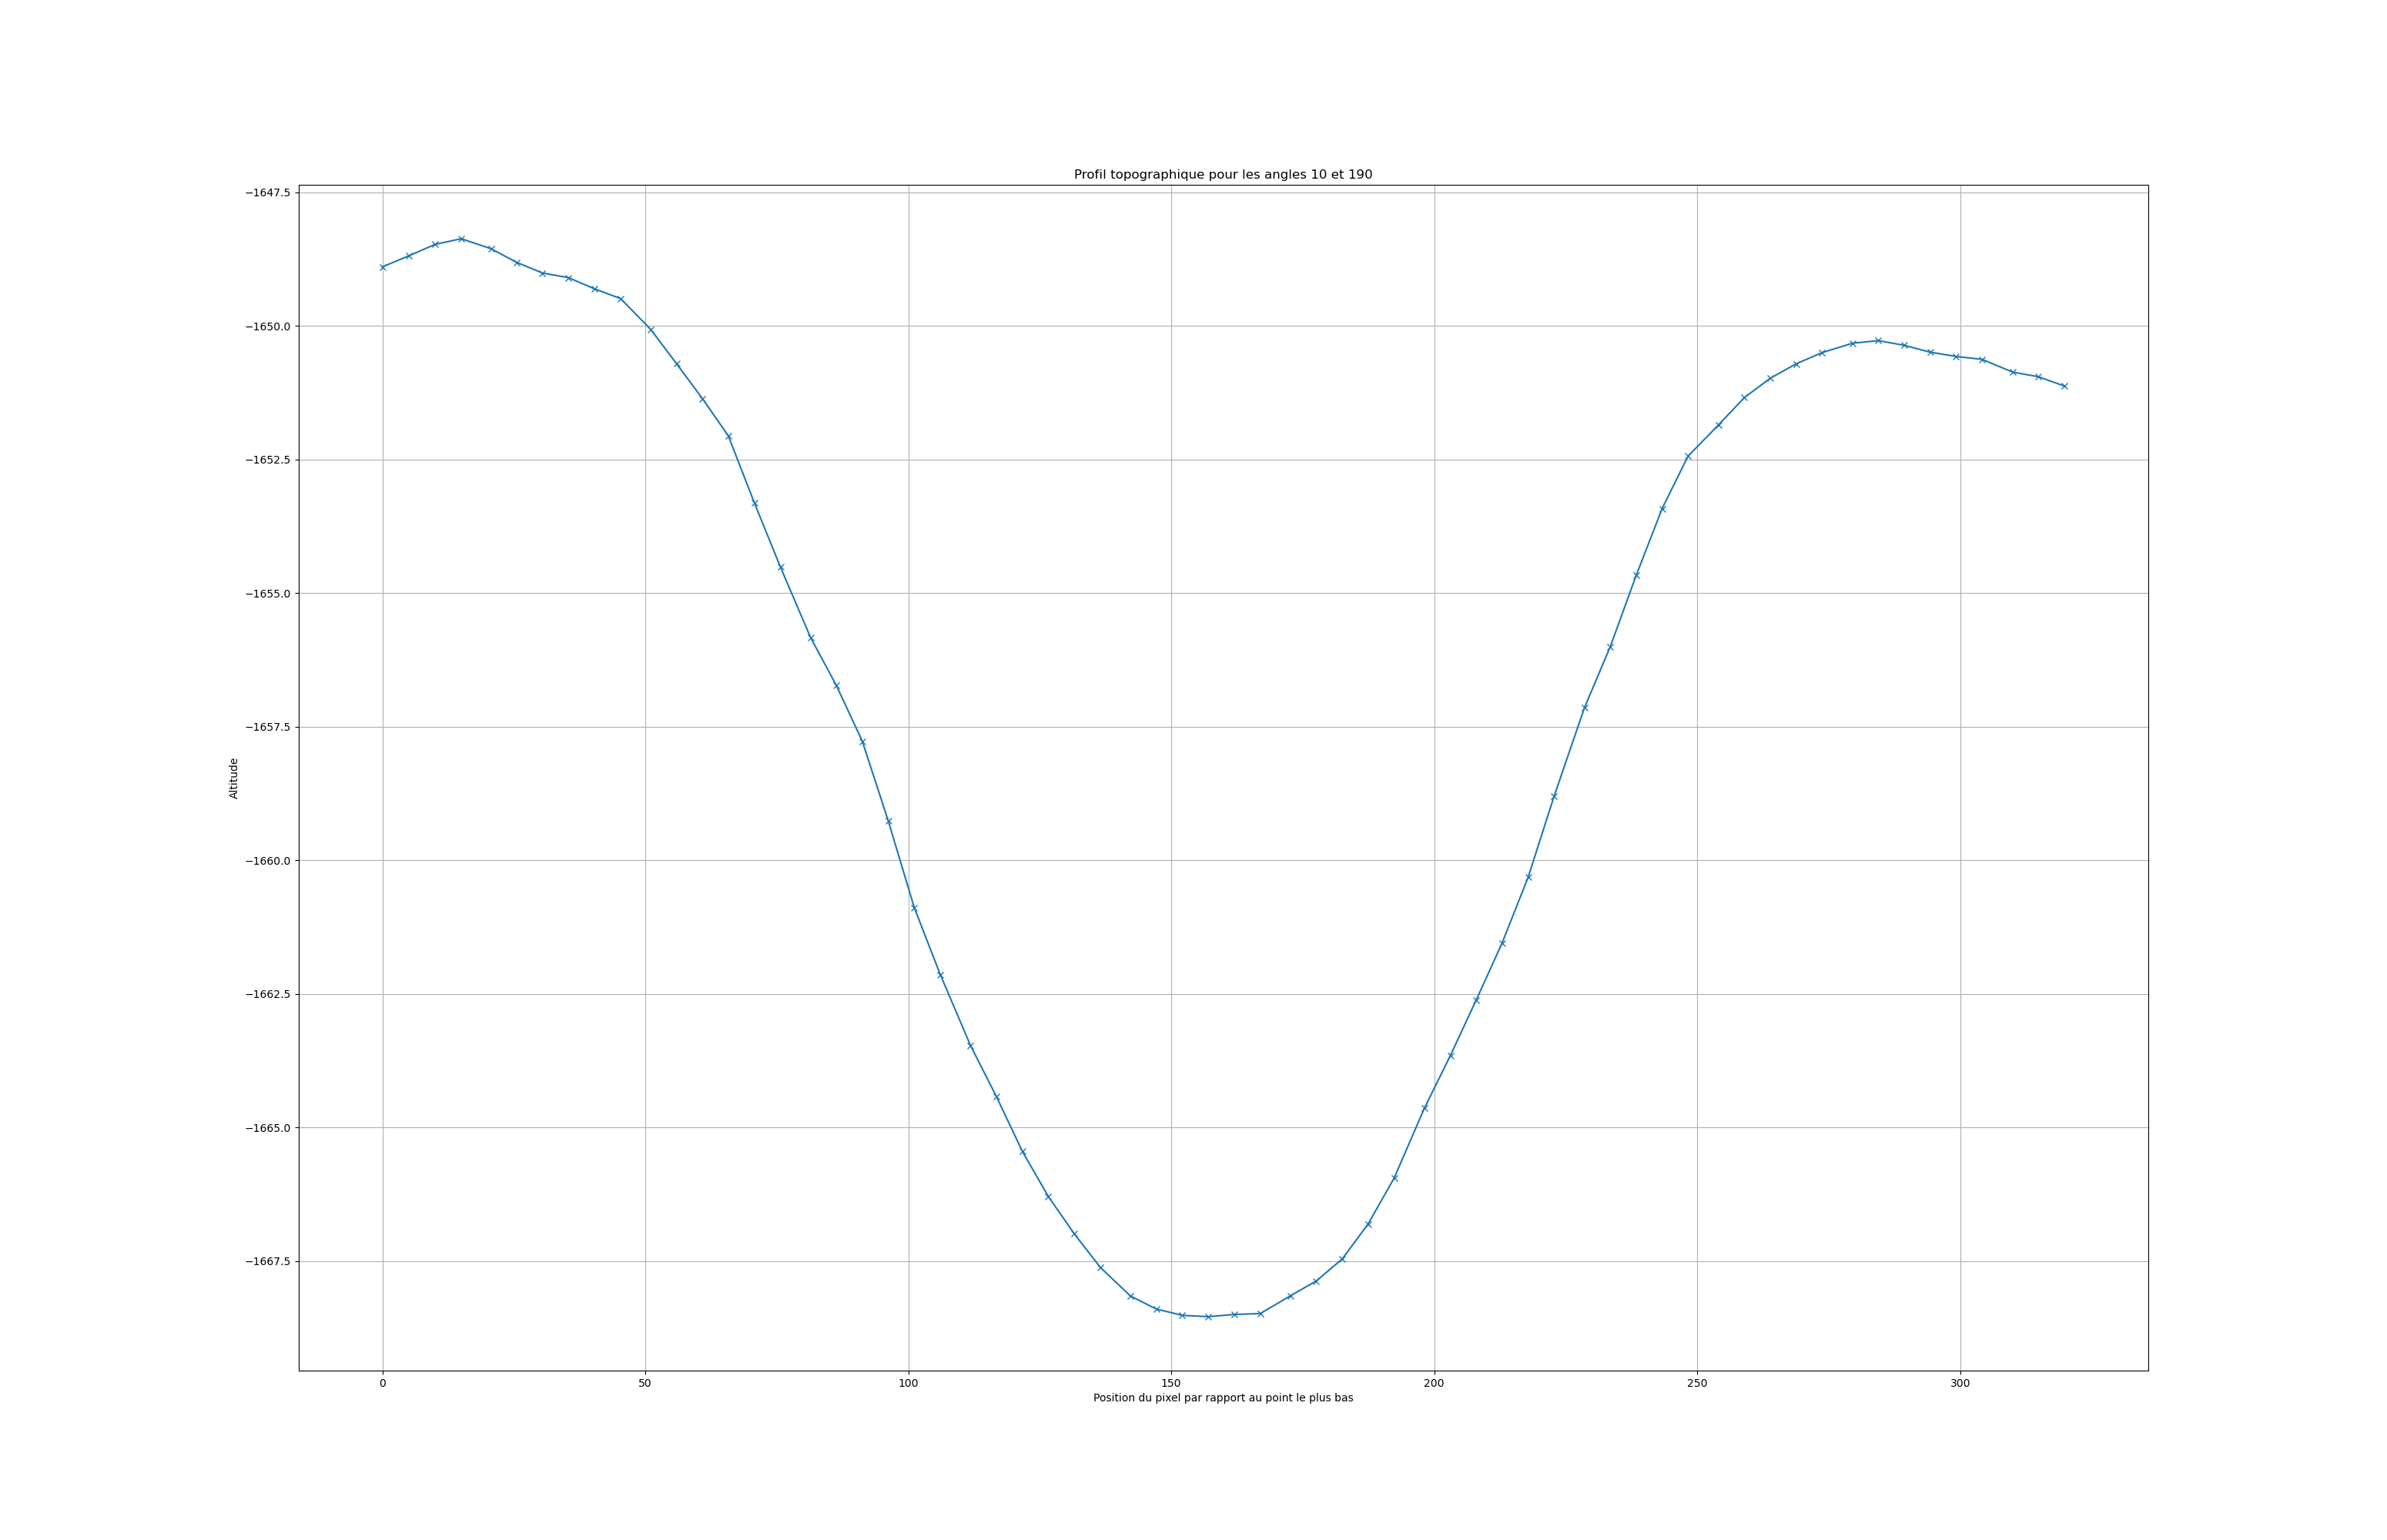 Profil topographique pour les angles 10 et 190
−1647.5
−1650.0
−1652.5
−1655.0
−1657.5
−1660.0
−1662.5
−1665.0
−1667.5
Altitude
0 50 100 150 200 250 300
Position du pixel par rapport au point le plus bas